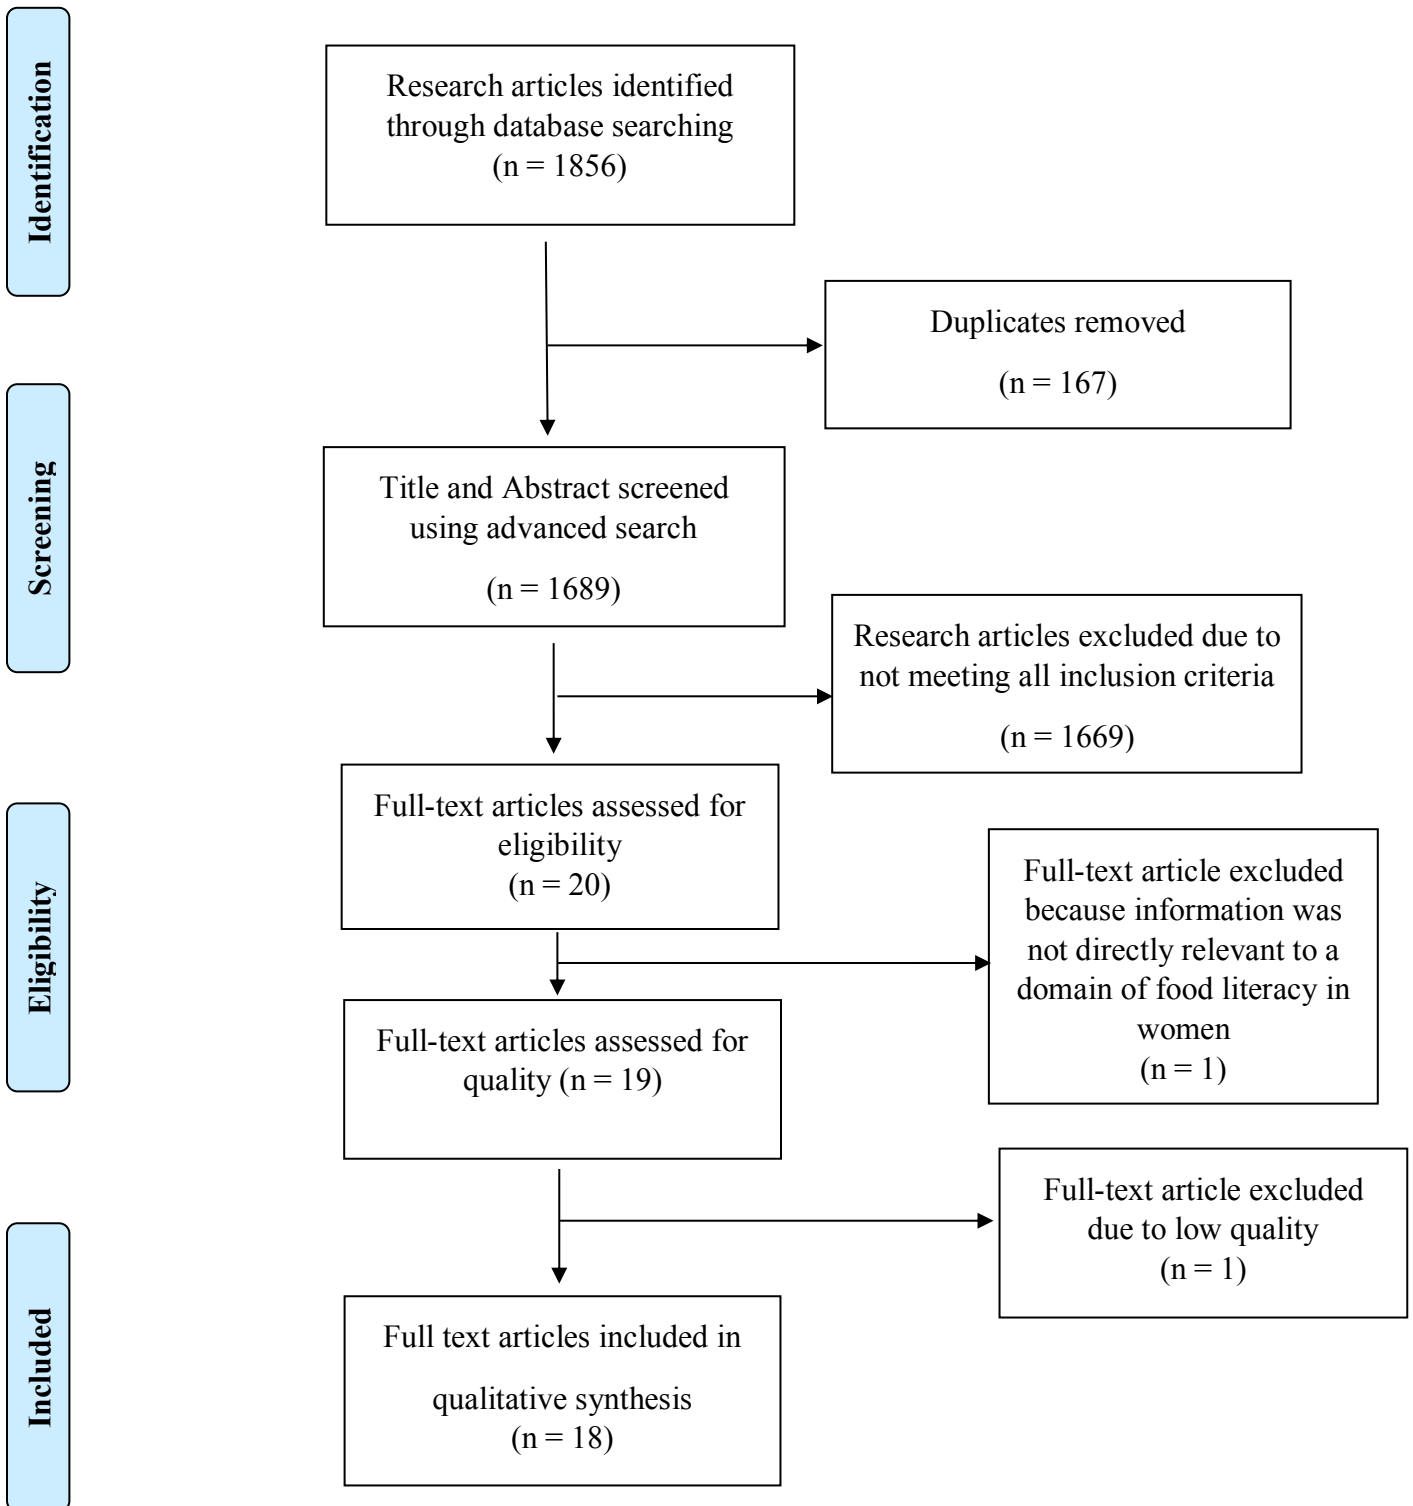 Identification
Research articles identified
through database searching
(n = 1856)
Duplicates removed
(n = 167)
Screening
Title and Abstract screened
using advanced search
(n = 1689)
Research articles excluded due to
not meeting all inclusion criteria
(n = 1669)
Eligibility
Full-text articles assessed for
eligibility
(n = 20)
Full-text article excluded
because information was
not directly relevant to a
domain of food literacy in
women
(n = 1)
Full-text articles assessed for
quality (n = 19)
Full-text article excluded
due to low quality
(n = 1)
Included
Full text articles included in
qualitative synthesis
(n = 18)